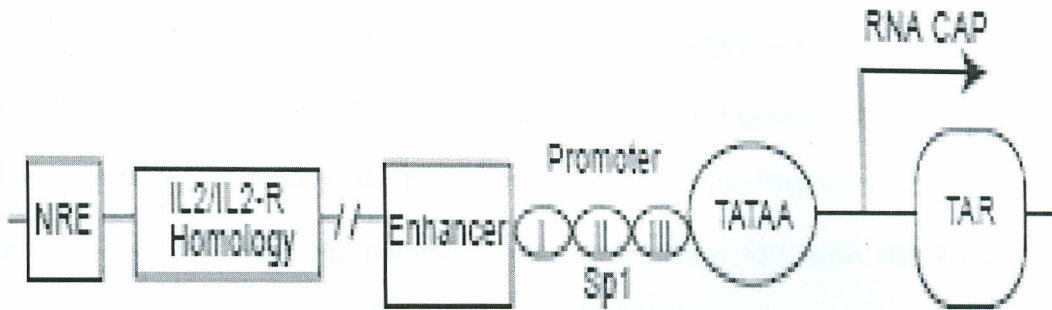 RNA CAP
NRE
IL2/IL2-R
Homology
//
Enhancer
Promoter
I
II
III
Sp1
TATAA
TAR